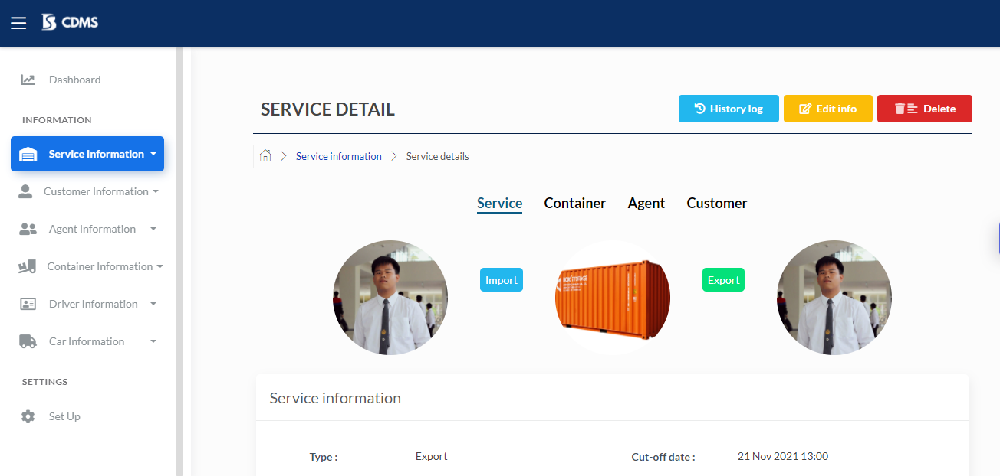 CDMS
Dashboard
INFORMATION
Service Information
Customer Information
Agent Information
Container Information
Driver Information
Car Information
SETTINGS
Set Up
SERVICE DETAIL
History log
Edit info
Delete
Service information
Service details
Service
Container
Agent
Customer
Import
Export
Service information
Type :
Export
Cut-off date :
21 Nov 2021 13:00